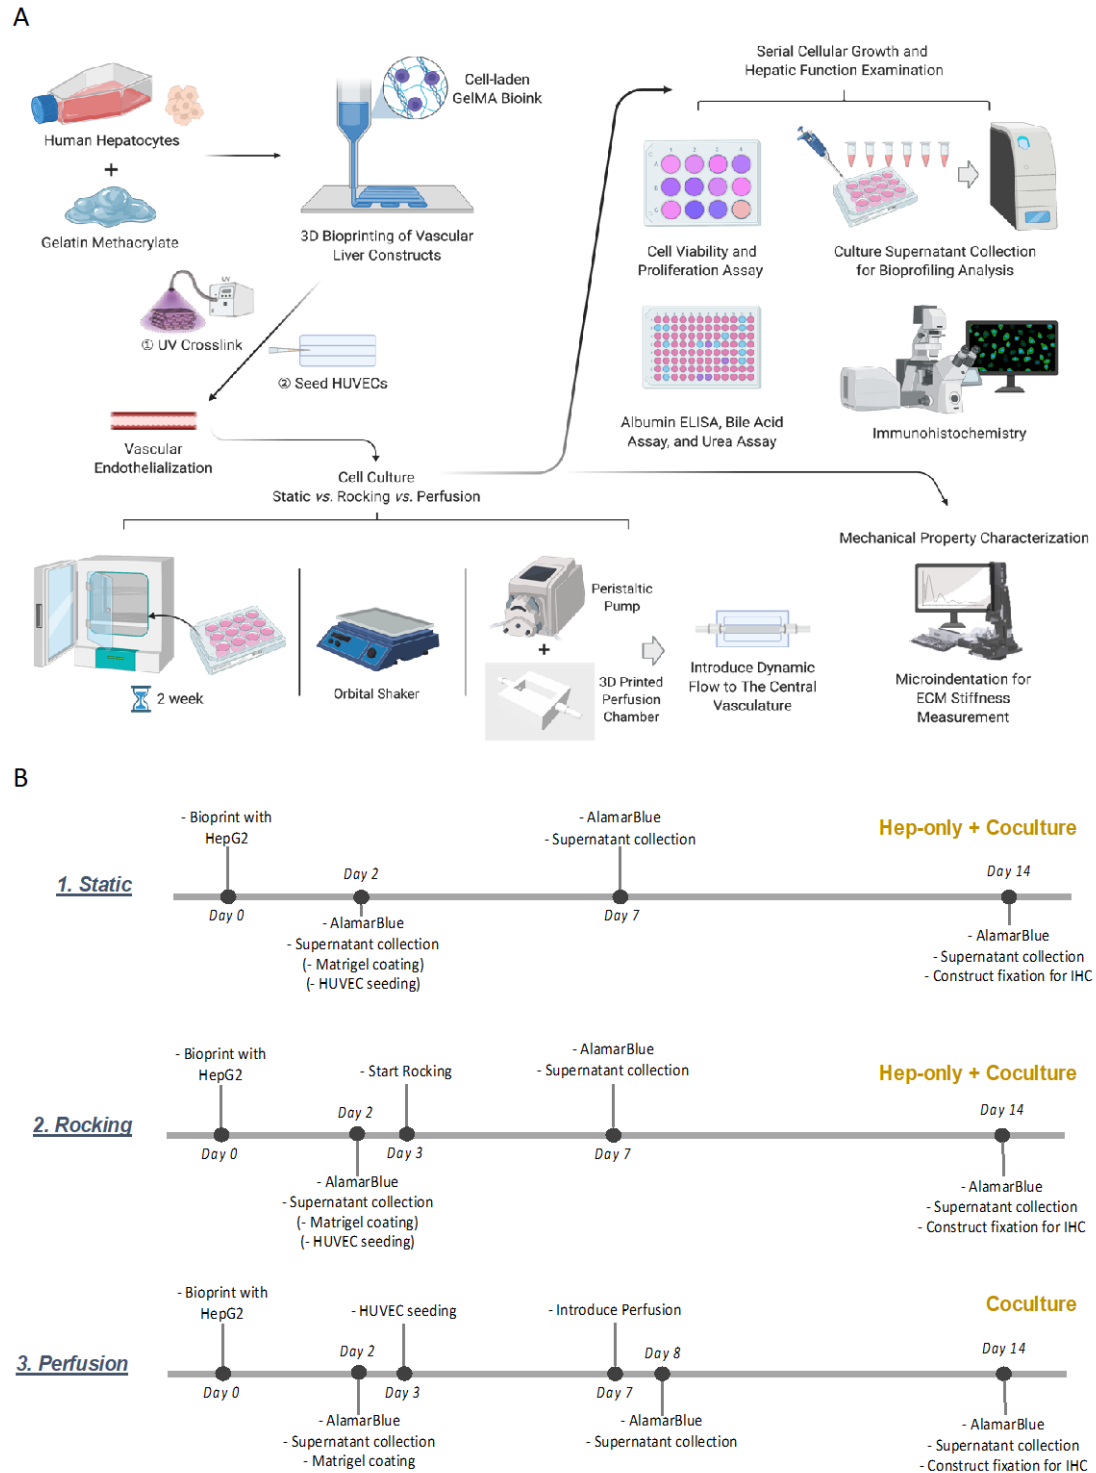 A
Human Hepatocytes
+
Gelatin Methacrylate
Cell-laden
GelMA Bioink
3D Bioprinting of Vascular
Liver Constructs
UV
① UV Crosslink
② Seed HUVECs
Vascular
Endothelialization
Cell Culture
Static vs. Rocking vs. Perfusion
2 week
Orbital Shaker
Peristaltic
Pump
+
3D Printed
Perfusion
Chamber
Introduce Dynamic
Flow to The Central
Vasculature
Serial Cellular Growth and
Hepatic Function Examination
1 2 3 4
A
B
C
Cell Viability and
Proliferation Assay
Culture Supernatant Collection
for Bioprofiling Analysis
Albumin ELISA, Bile Acid
Assay, and Urea Assay
Immunohistochemistry
Mechanical Property Characterization
Microindentation for
ECM Stiffness
Measurement
B
1. Static
- Bioprint with
HepG2
Day 0
Day 2
- AlamarBlue
- Supernatant collection
(- Matrigel coating)
(- HUVEC seeding)
- AlamarBlue
- Supernatant collection
Day 7
Hep-only + Coculture
Day 14
- AlamarBlue
- Supernatant collection
- Construct fixation for IHC
2. Rocking
- Bioprint with
HepG2
Day 0
Day 2
- AlamarBlue
- Supernatant collection
(- Matrigel coating)
(- HUVEC seeding)
- Start Rocking
Day 3
- AlamarBlue
- Supernatant collection
Day 7
Hep-only + Coculture
Day 14
- AlamarBlue
- Supernatant collection
- Construct fixation for IHC
3. Perfusion
- Bioprint with
HepG2
Day 0
Day 2
- AlamarBlue
- Supernatant collection
- Matrigel coating
- HUVEC seeding
Day 3
- Introduce Perfusion
Day 7
Day 8
- AlamarBlue
- Supernatant collection
Coculture
Day 14
- AlamarBlue
- Supernatant collection
- Construct fixation for IHC